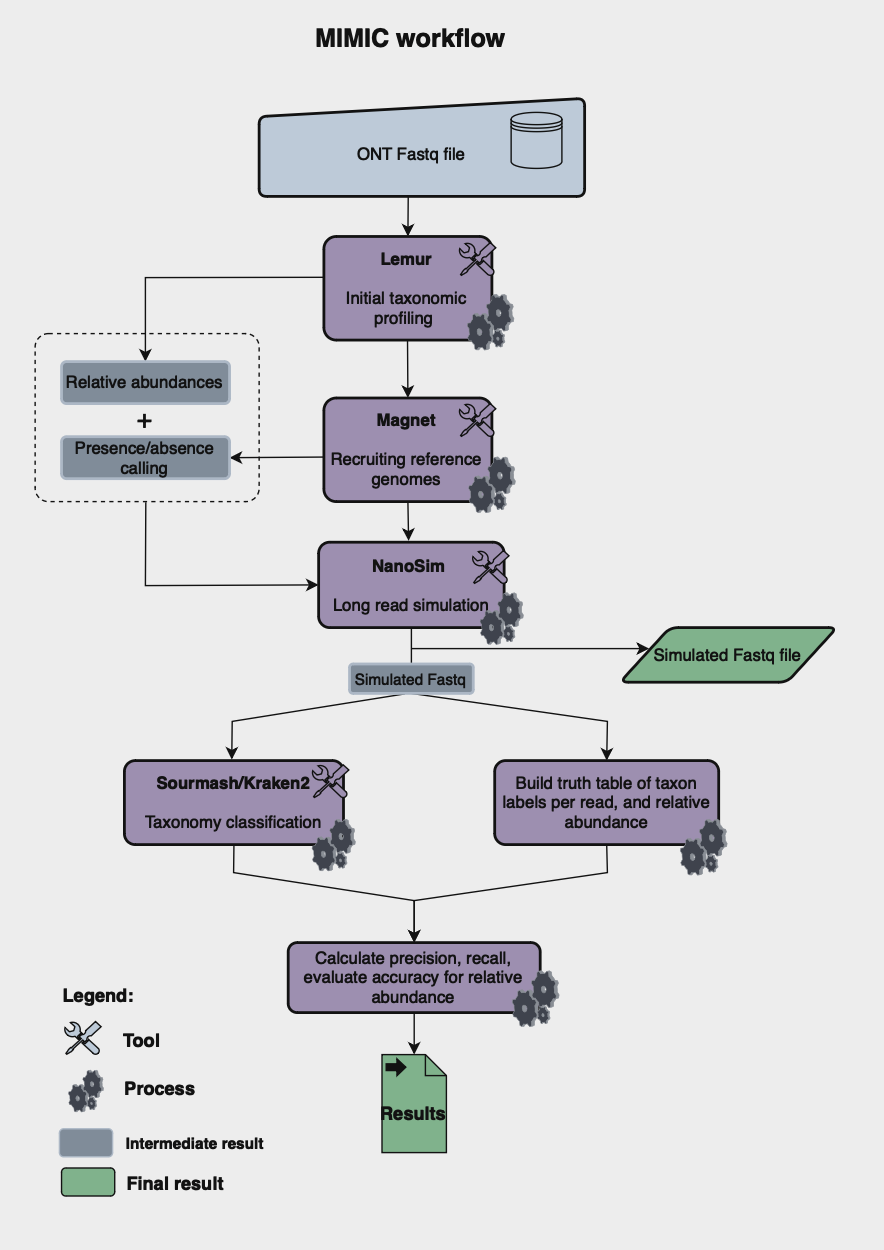 MIMIC workflow
ONT Fastq file
Lemur
Initial taxonomic
profiling
Relative abundances
+
Presence/absence
calling
Magnet
Recruiting reference
genomes
NanoSim
Long read simulation
Simulated Fastq file
Simulated Fastq
Sourmash/Kraken2
Taxonomy classification
Build truth table of taxon
labels per read, and relative
abundance
Calculate precision, recall,
evaluate accuracy for relative
abundance
Results
Legend:
Tool
Process
Intermediate result
Final result